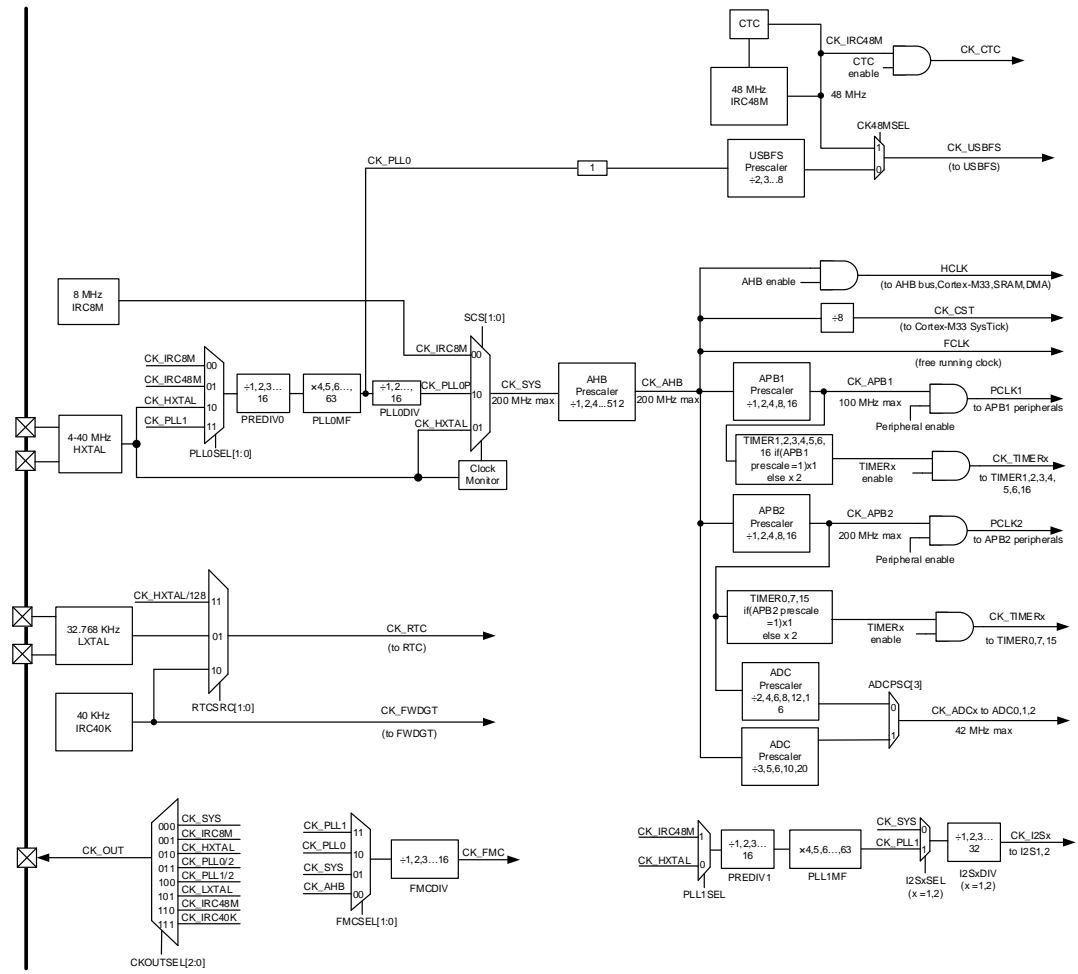 CTC
CK_IRC48M
CTC
enable
CK_CTC
48 MHz
IRC48M
48 MHz
CK48MSEL
1
0
CK_USBFS
(to USBFS)
CK_PLL0
1
USBFS
Prescaler
÷2,3...8
8 MHz
IRC8M
AHB enable
HCLK
(to AHB bus,Cortex-M33,SRAM,DMA)
÷8
CK_CST
(to Cortex-M33 SysTick)
FCLK
(free running clock)
SCS[1:0]
CK_IRC8M
00
CK_PLL0P
10
CK_HXTAL
01
CK_IRC8M
00
CK_IRC48M
01
CK_HXTAL
10
CK_PLL1
11
PLL0SEL[1:0]
÷1,2,3...
16
PREDIV0
×4,5,6...,
63
PLL0MF
÷1,2...,
16
PLL0DIV
4-40 MHz
HXTAL
Clock
Monitor
CK_SYS
200 MHz max
AHB
Prescaler
÷1,2,4...512
CK_AHB
200 MHz max
APB1
Prescaler
÷1,2,4,8,16
CK_APB1
100 MHz max
Peripheral enable
PCLK1
to APB1 peripherals
TIMER1,2,3,4,5,6,
16 if(APB1
prescale=1)x1
else x 2
TIMERx
enable
CK_TIMERx
to TIMER1,2,3,4,
5,6,16
APB2
Prescaler
÷1,2,4,8,16
CK_APB2
200 MHz max
Peripheral enable
PCLK2
to APB2 peripherals
TIMER0,7,15
if(APB2 prescale
=1)x1
else x 2
TIMERx
enable
CK_TIMERx
to TIMER0,7,15
ADC
Prescaler
÷2,4,6,8,12,1
6
ADC
Prescaler
÷3,5,6,10,20
ADCPSC[3]
0
1
CK_ADCx to ADC0,1,2
42 MHz max
CK_HXTAL/128
11
01
10
32.768 KHz
LXTAL
CK_RTC
(to RTC)
RTCSRC[1:0]
40 KHz
IRC40K
CK_FWDGT
(to FWDGT)
CK_OUT
000
CK_SYS
001
CK_IRC8M
010
CK_HXTAL
011
CK_PLL0/2
100
CK_PLL1/2
101
CK_LXTAL
110
CK_IRC48M
111
CK_IRC40K
CKOUTSEL[2:0]
CK_PLL1
11
CK_PLL0
10
CK_SYS
01
CK_AHB
00
FMCSEL[1:0]
÷1,2,3...16
FMCDIV
CK_FMC
CK_IRC48M
1
CK_HXTAL
0
PLL1SEL
÷1,2,3...
16
PREDIV1
×4,5,6...,63
PLL1MF
CK_SYS
0
CK_PLL1
1
I2SxSEL
(x =1,2)
÷1,2,3...
32
I2SxDIV
(x =1,2)
CK_I2Sx
to I2S1,2